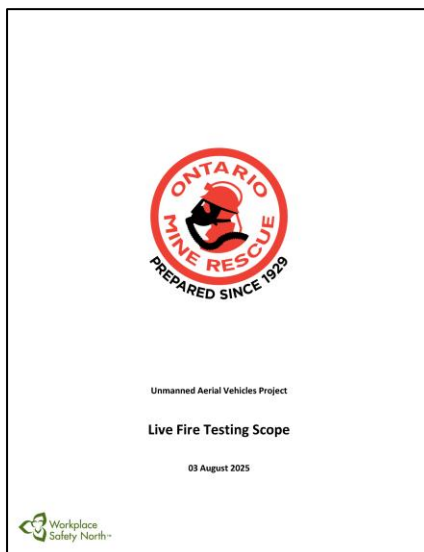 ONTARIO
MINE RESCUE
PREPARED SINCE 1929
Unmanned Aerial Vehicles Project
Live Fire Testing Scope
03 August 2025
Workplace
Safety North™